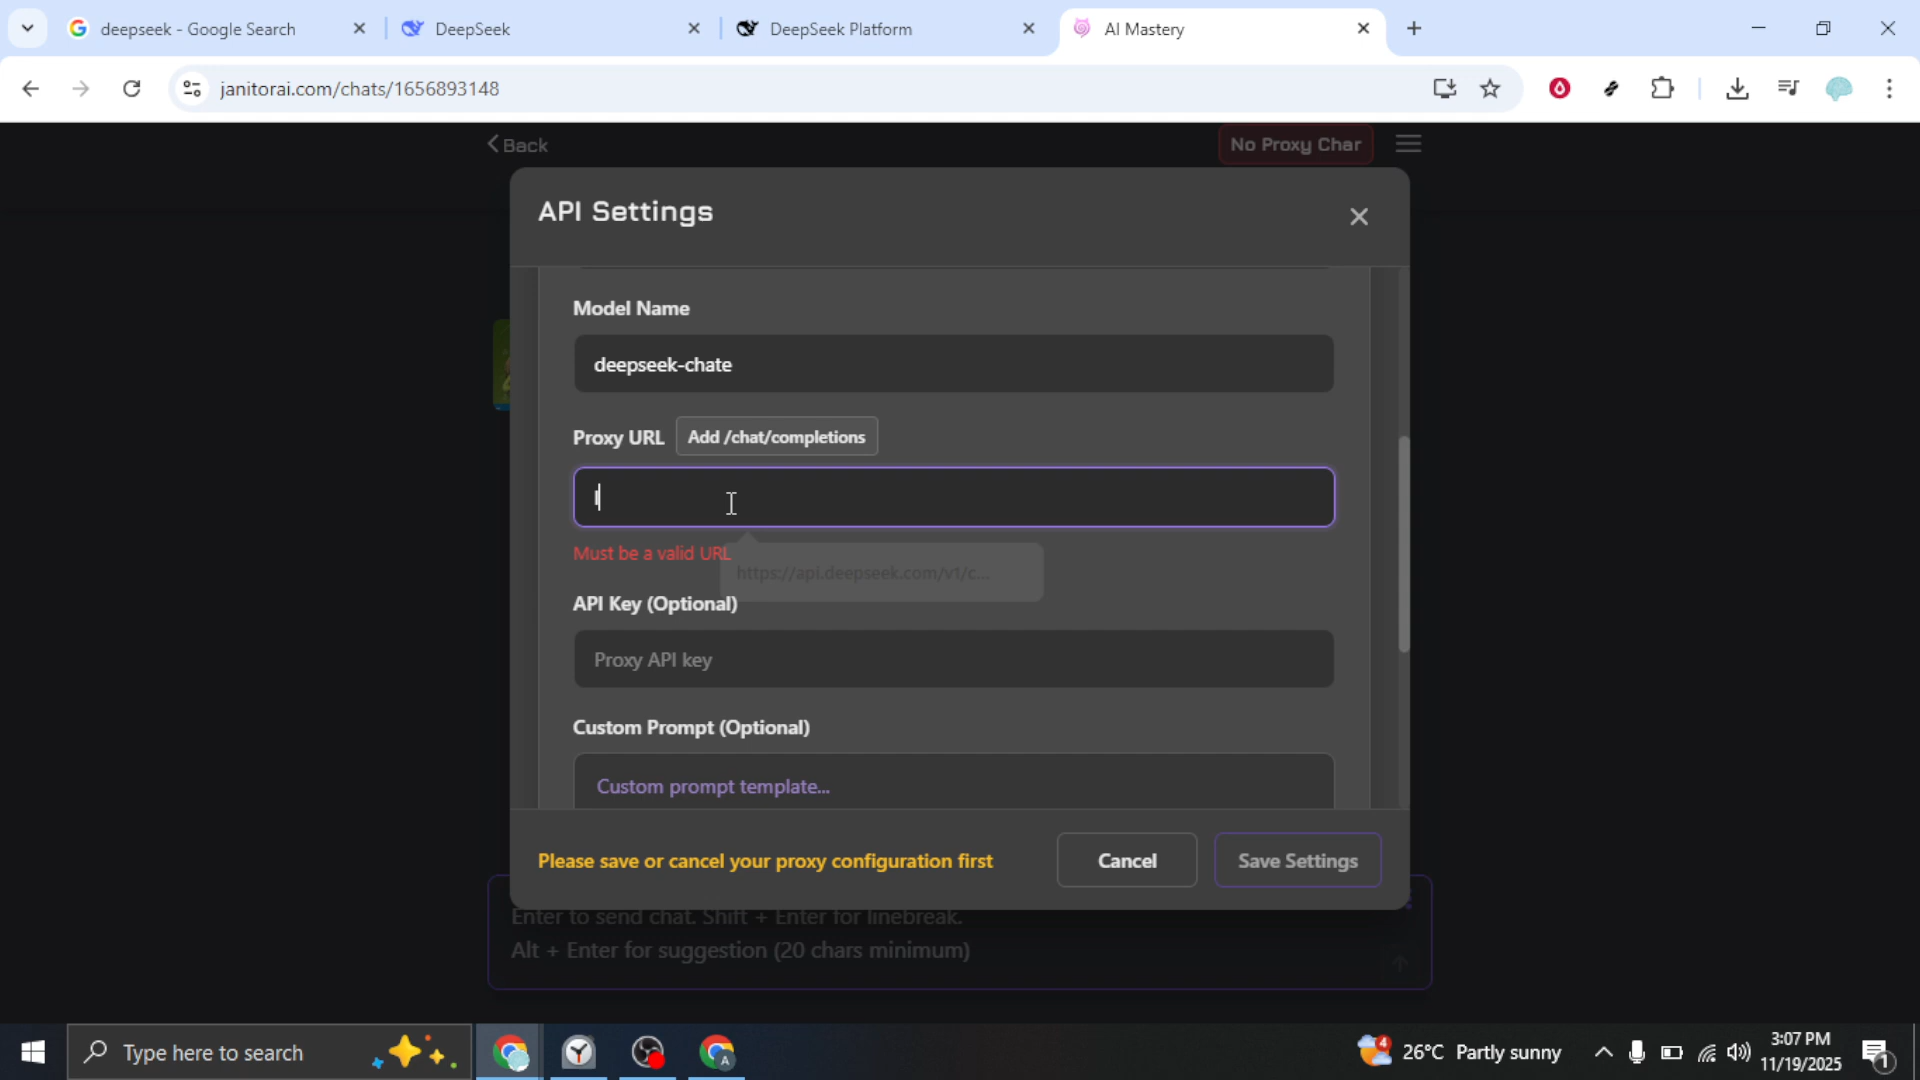 deepseek - Google Search
DeepSeek
DeepSeek Platform
AI Mastery
janitorai.com/chats/1656893148
Back
No Proxy Char
API Settings
Model Name
deepseek-chate
Proxy URL
Add /chat/completions
Must be a valid URL
https://api.deepseek.com/v1/c...
API Key (Optional)
Proxy API key
Custom Prompt (Optional)
Custom prompt template...
Please save or cancel your proxy configuration first
Cancel
Save Settings
Enter to send chat. Shift + Enter for linebreak.
Alt + Enter for suggestion (20 chars minimum)
Type here to search
4
A
26°C Partly sunny
3:07 PM
11/19/2025
1